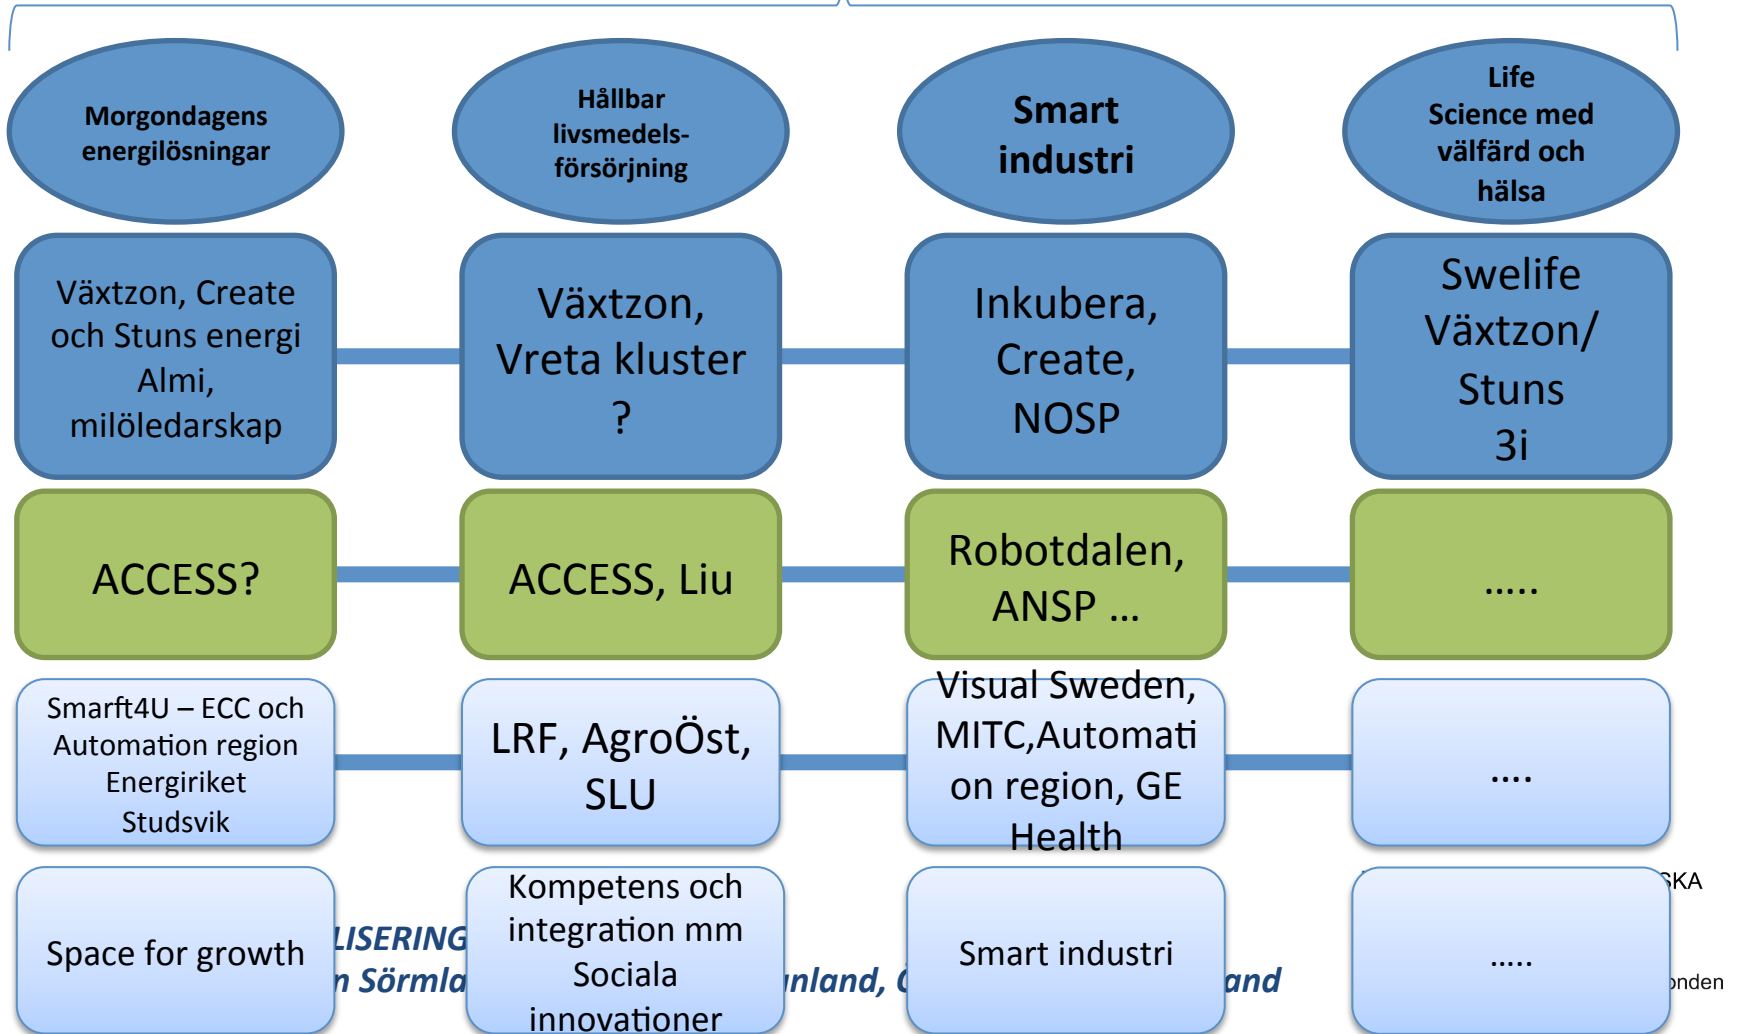 Morgondagens
energilösningar
Hållbar
livsmedels-
försörjning
Smart
industri
Life
Science med
välfärd och
hälsa
Växtzon, Create
och Stuns energi
Almi,
milöledarskap
Växtzon,
Vreta kluster
?
Inkubera,
Create,
NOSP
Swelife
Växtzon/
Stuns
3i
ACCESS?
ACCESS, Liu
Robotdalen,
ANSP ...
.....
Smarft4U – ECC och
Automation region
Energiriket
Studsvik
LRF, AgroÖst,
SLU
Visual Sweden,
MITC,Automati
on region, GE
Health
....
Space for growth
Kompetens och
integration mm
Sociala
innovationer
Smart industri
.....
LISERING
n Sörmla nland, Ö and
SKA
onden